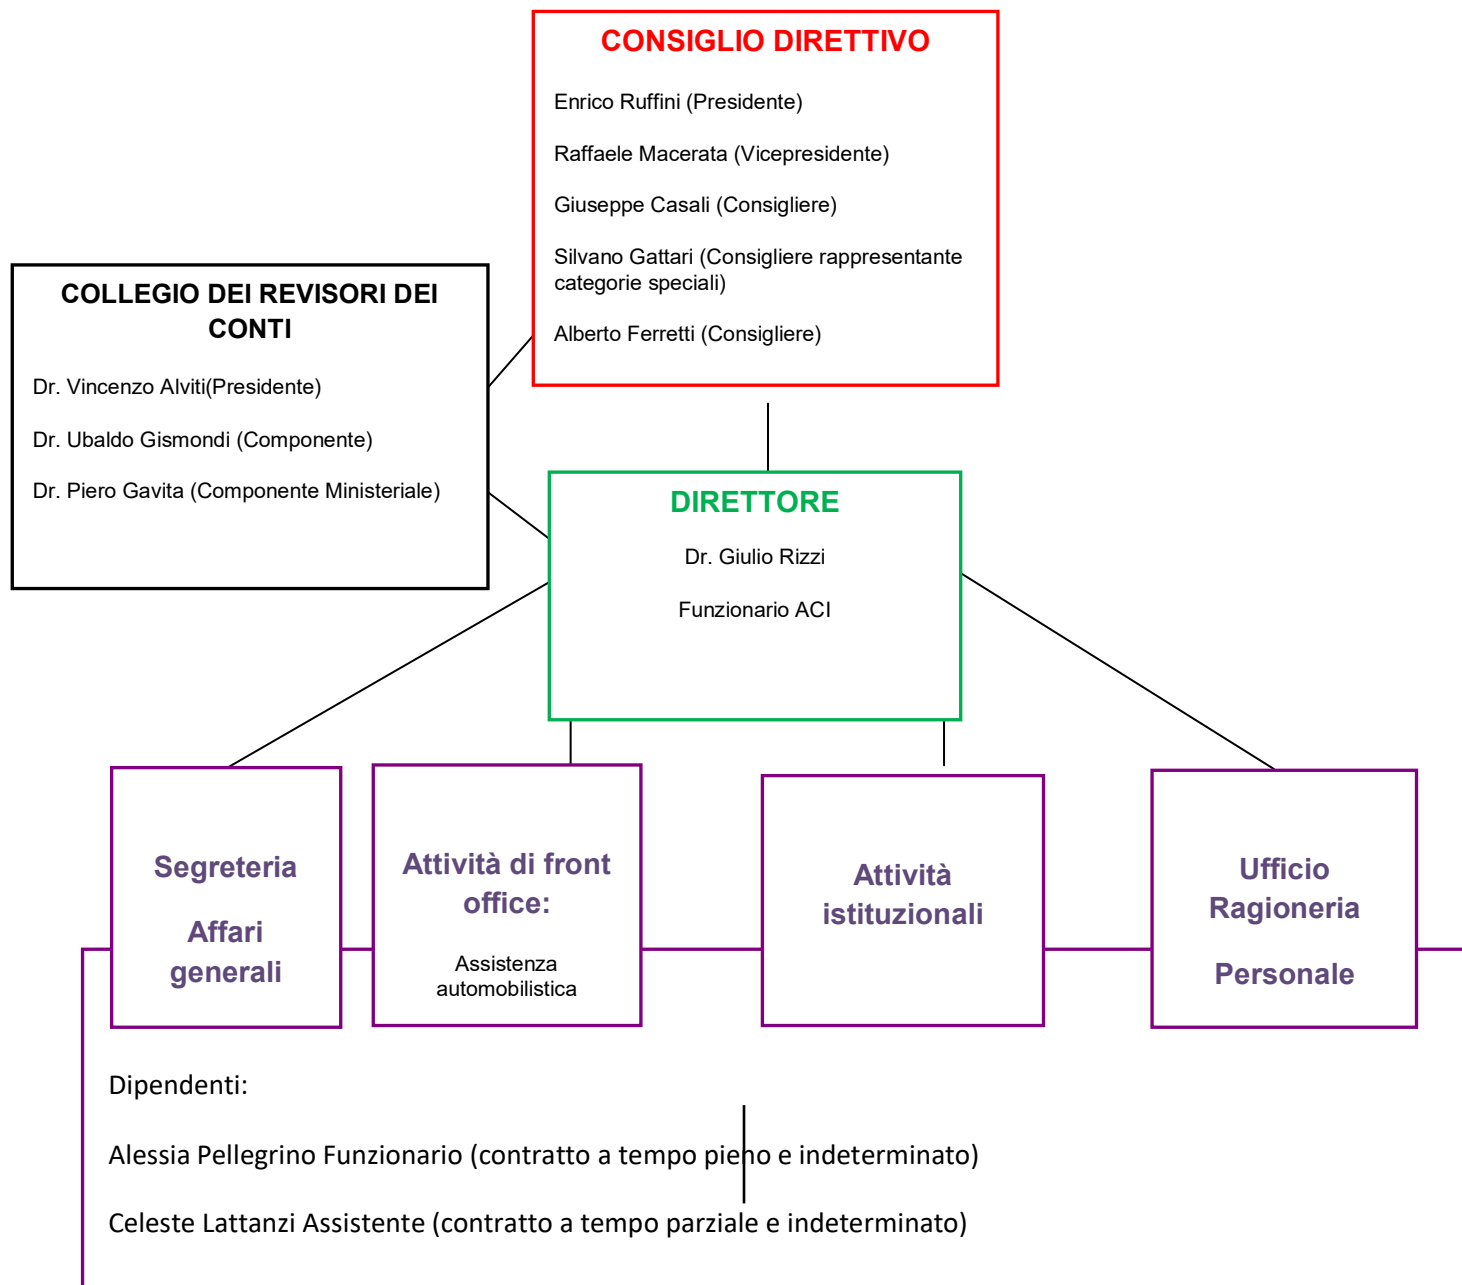 CONSIGLIO DIRETTIVO
Enrico Ruffini (Presidente)
Raffaele Macerata (Vicepresidente)
Giuseppe Casali (Consigliere)
Silvano Gattari (Consigliere rappresentante
categorie speciali)
Alberto Ferretti (Consigliere)
COLLEGIO DEI REVISORI DEI
CONTI
Dr. Vincenzo Alviti(Presidente)
Dr. Ubaldo Gismondi (Componente)
Dr. Piero Gavita (Componente Ministeriale)
DIRETTORE
Dr. Giulio Rizzi
Funzionario ACI
Segreteria
Affari
generali
Attività di front
office:
Assistenza
automobilistica
Attività
istituzionali
Ufficio
Ragioneria
Personale
Dipendenti:
Alessia Pellegrino Funzionario (contratto a tempo pieno e indeterminato)
Celeste Lattanzi Assistente (contratto a tempo parziale e indeterminato)